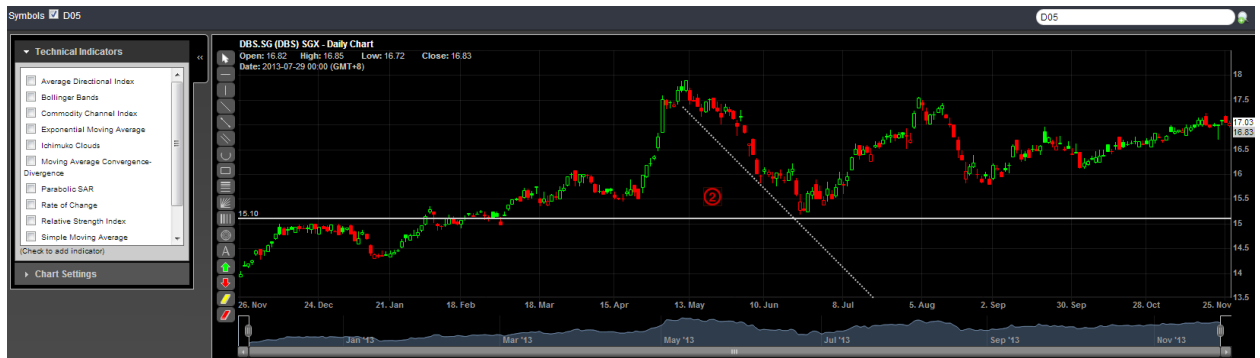 Symbols D05
D05
Technical Indicators
«
Average Directional Index
Bollinger Bands
Commodity Channel Index
Exponential Moving Average
Ichimuko Clouds
Moving Average Convergence-
Divergence
Parabolic SAR
Rate of Change
Relative Strength Index
Simple Moving Average
(Check to add indicator)
Chart Settings
A
DBS.SG (DBS) SGX - Daily Chart
Open: 16.82 High: 16.85 Low: 16.72 Close: 16.83
Date: 2013-07-29 00:00 (GMT+8)
18
17.5
17.03
16.83
16.5
16
15.5
15
14.5
14
13.5
2
15.10
26. Nov 24. Dec 21. Jan 18. Feb 18. Mar 15. Apr 13. May 10. Jun 8. Jul 5. Aug 2. Sep 30. Sep 28. Oct 25. Nov
Jan '13 Mar '13 May '13 Jul '13 Sep '13 Nov '13